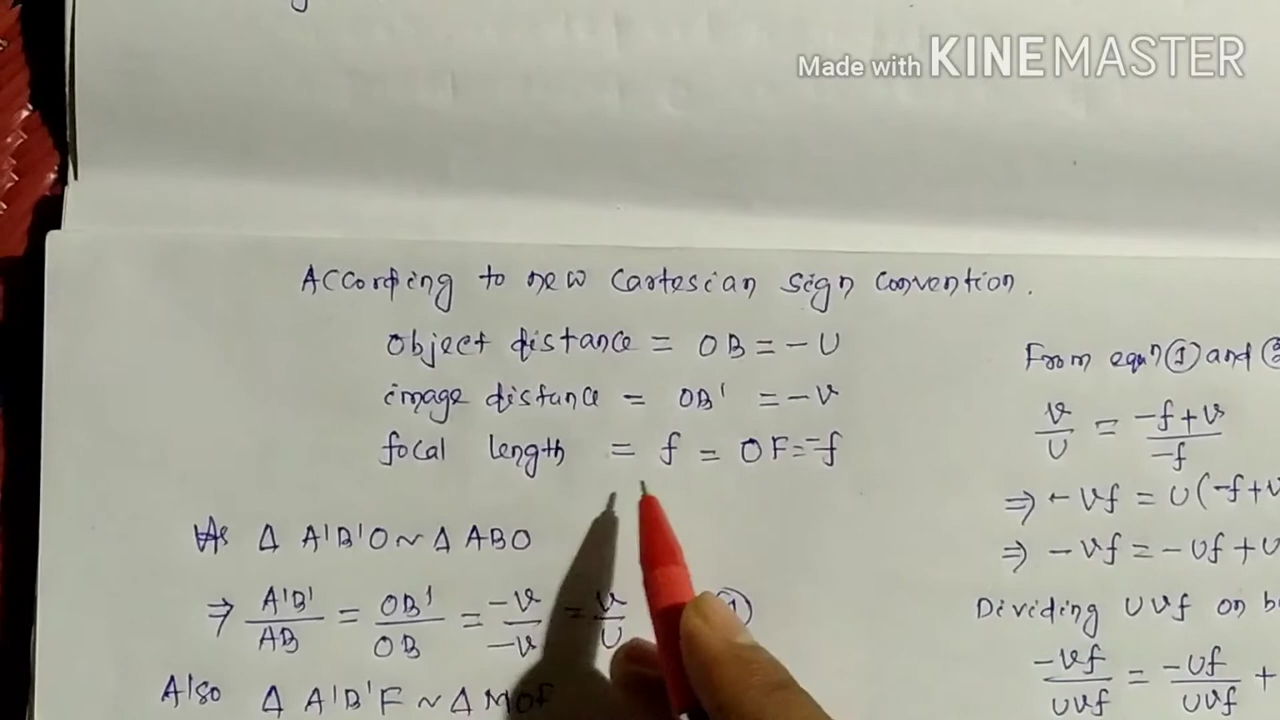 Made with KINEMASTER
According to new Cartesian Sign Convention.
Object distance = OB = - U
image distance = OB' = - v
focal length = f = OF = -f
As Δ A'B'O ~ Δ ABO
⇒ A'B'/AB = OB'/OB = -v/-v = v/U 1
Also Δ A'B'F ~ Δ MOF
From eqn 1 and
v/U = -f+v/-f
⇒ - vf = U(-f+v
⇒ - vf = - Uf + U
Dividing Uvf on
-vf/Uvf = -Uf/Uvf +